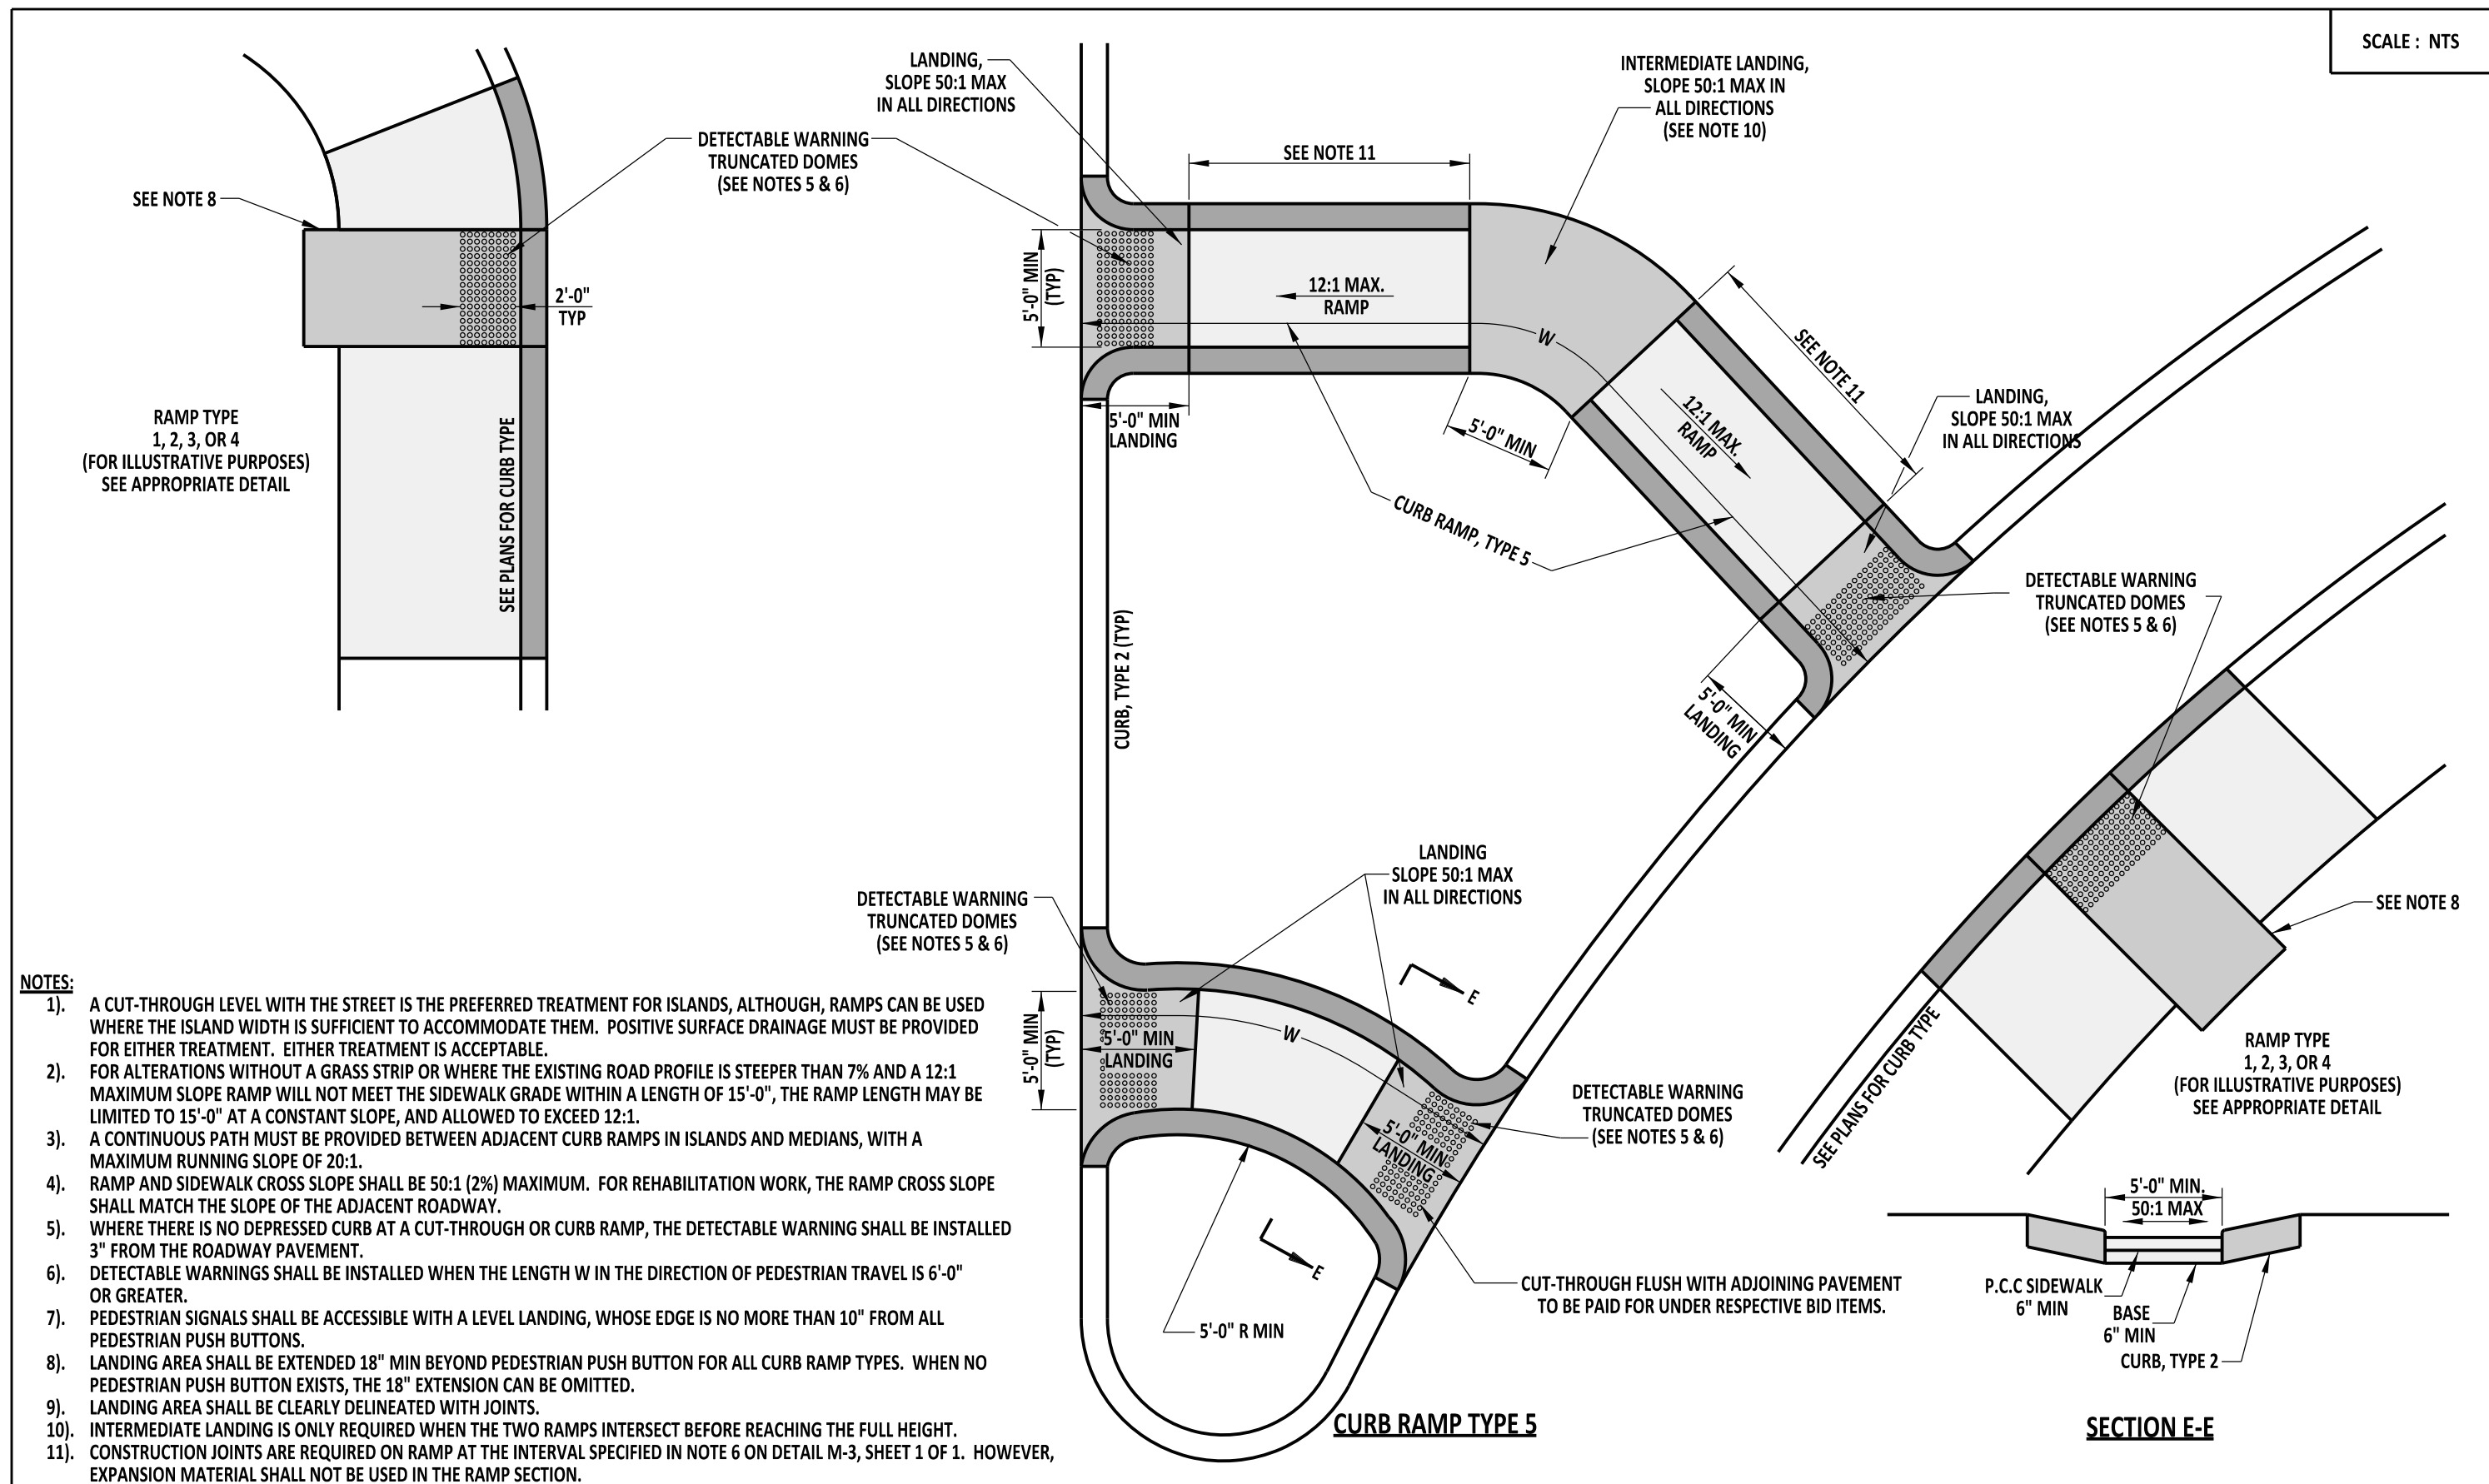 SCALE : NTS
LANDING,
SLOPE 50:1 MAX
IN ALL DIRECTIONS
INTERMEDIATE LANDING,
SLOPE 50:1 MAX IN
ALL DIRECTIONS
(SEE NOTE 10)
DETECTABLE WARNING
TRUNCATED DOMES
(SEE NOTES 5 & 6)
SEE NOTE 11
SEE NOTE 8
2'-0"
TYP
5'-0" MIN
(TYP)
12:1 MAX.
RAMP
W
SEE NOTE 11
RAMP TYPE
1, 2, 3, OR 4
(FOR ILLUSTRATIVE PURPOSES)
SEE APPROPRIATE DETAIL
SEE PLANS FOR CURB TYPE
5'-0" MIN
LANDING
5'-0" MIN
12:1 MAX.
RAMP
LANDING,
SLOPE 50:1 MAX
IN ALL DIRECTIONS
CURB RAMP, TYPE 5
DETECTABLE WARNING
TRUNCATED DOMES
(SEE NOTES 5 & 6)
CURB, TYPE 2 (TYP)
5'-0" MIN
LANDING
LANDING
SLOPE 50:1 MAX
IN ALL DIRECTIONS
DETECTABLE WARNING
TRUNCATED DOMES
(SEE NOTES 5 & 6)
SEE NOTE 8
E
5'-0" MIN
(TYP)
5'-0" MIN
LANDING
W
5'-0" MIN
LANDING
DETECTABLE WARNING
TRUNCATED DOMES
(SEE NOTES 5 & 6)
SEE PLANS FOR CURB TYPE
RAMP TYPE
1, 2, 3, OR 4
(FOR ILLUSTRATIVE PURPOSES)
SEE APPROPRIATE DETAIL
E
CUT-THROUGH FLUSH WITH ADJOINING PAVEMENT
TO BE PAID FOR UNDER RESPECTIVE BID ITEMS.
5'-0" R MIN
5'-0" MIN.
50:1 MAX
P.C.C SIDEWALK
6" MIN
BASE
6" MIN
CURB, TYPE 2
CURB RAMP TYPE 5
SECTION E-E
NOTES:
1). A CUT-THROUGH LEVEL WITH THE STREET IS THE PREFERRED TREATMENT FOR ISLANDS, ALTHOUGH, RAMPS CAN BE USED
WHERE THE ISLAND WIDTH IS SUFFICIENT TO ACCOMMODATE THEM. POSITIVE SURFACE DRAINAGE MUST BE PROVIDED
FOR EITHER TREATMENT. EITHER TREATMENT IS ACCEPTABLE.
2). FOR ALTERATIONS WITHOUT A GRASS STRIP OR WHERE THE EXISTING ROAD PROFILE IS STEEPER THAN 7% AND A 12:1
MAXIMUM SLOPE RAMP WILL NOT MEET THE SIDEWALK GRADE WITHIN A LENGTH OF 15'-0", THE RAMP LENGTH MAY BE
LIMITED TO 15'-0" AT A CONSTANT SLOPE, AND ALLOWED TO EXCEED 12:1.
3). A CONTINUOUS PATH MUST BE PROVIDED BETWEEN ADJACENT CURB RAMPS IN ISLANDS AND MEDIANS, WITH A
MAXIMUM RUNNING SLOPE OF 20:1.
4). RAMP AND SIDEWALK CROSS SLOPE SHALL BE 50:1 (2%) MAXIMUM. FOR REHABILITATION WORK, THE RAMP CROSS SLOPE
SHALL MATCH THE SLOPE OF THE ADJACENT ROADWAY.
5). WHERE THERE IS NO DEPRESSED CURB AT A CUT-THROUGH OR CURB RAMP, THE DETECTABLE WARNING SHALL BE INSTALLED
3" FROM THE ROADWAY PAVEMENT.
6). DETECTABLE WARNINGS SHALL BE INSTALLED WHEN THE LENGTH W IN THE DIRECTION OF PEDESTRIAN TRAVEL IS 6'-0"
OR GREATER.
7). PEDESTRIAN SIGNALS SHALL BE ACCESSIBLE WITH A LEVEL LANDING, WHOSE EDGE IS NO MORE THAN 10" FROM ALL
PEDESTRIAN PUSH BUTTONS.
8). LANDING AREA SHALL BE EXTENDED 18" MIN BEYOND PEDESTRIAN PUSH BUTTON FOR ALL CURB RAMP TYPES. WHEN NO
PEDESTRIAN PUSH BUTTON EXISTS, THE 18" EXTENSION CAN BE OMITTED.
9). LANDING AREA SHALL BE CLEARLY DELINEATED WITH JOINTS.
10). INTERMEDIATE LANDING IS ONLY REQUIRED WHEN THE TWO RAMPS INTERSECT BEFORE REACHING THE FULL HEIGHT.
11). CONSTRUCTION JOINTS ARE REQUIRED ON RAMP AT THE INTERVAL SPECIFIED IN NOTE 6 ON DETAIL M-3, SHEET 1 OF 1. HOWEVER,
EXPANSION MATERIAL SHALL NOT BE USED IN THE RAMP SECTION.